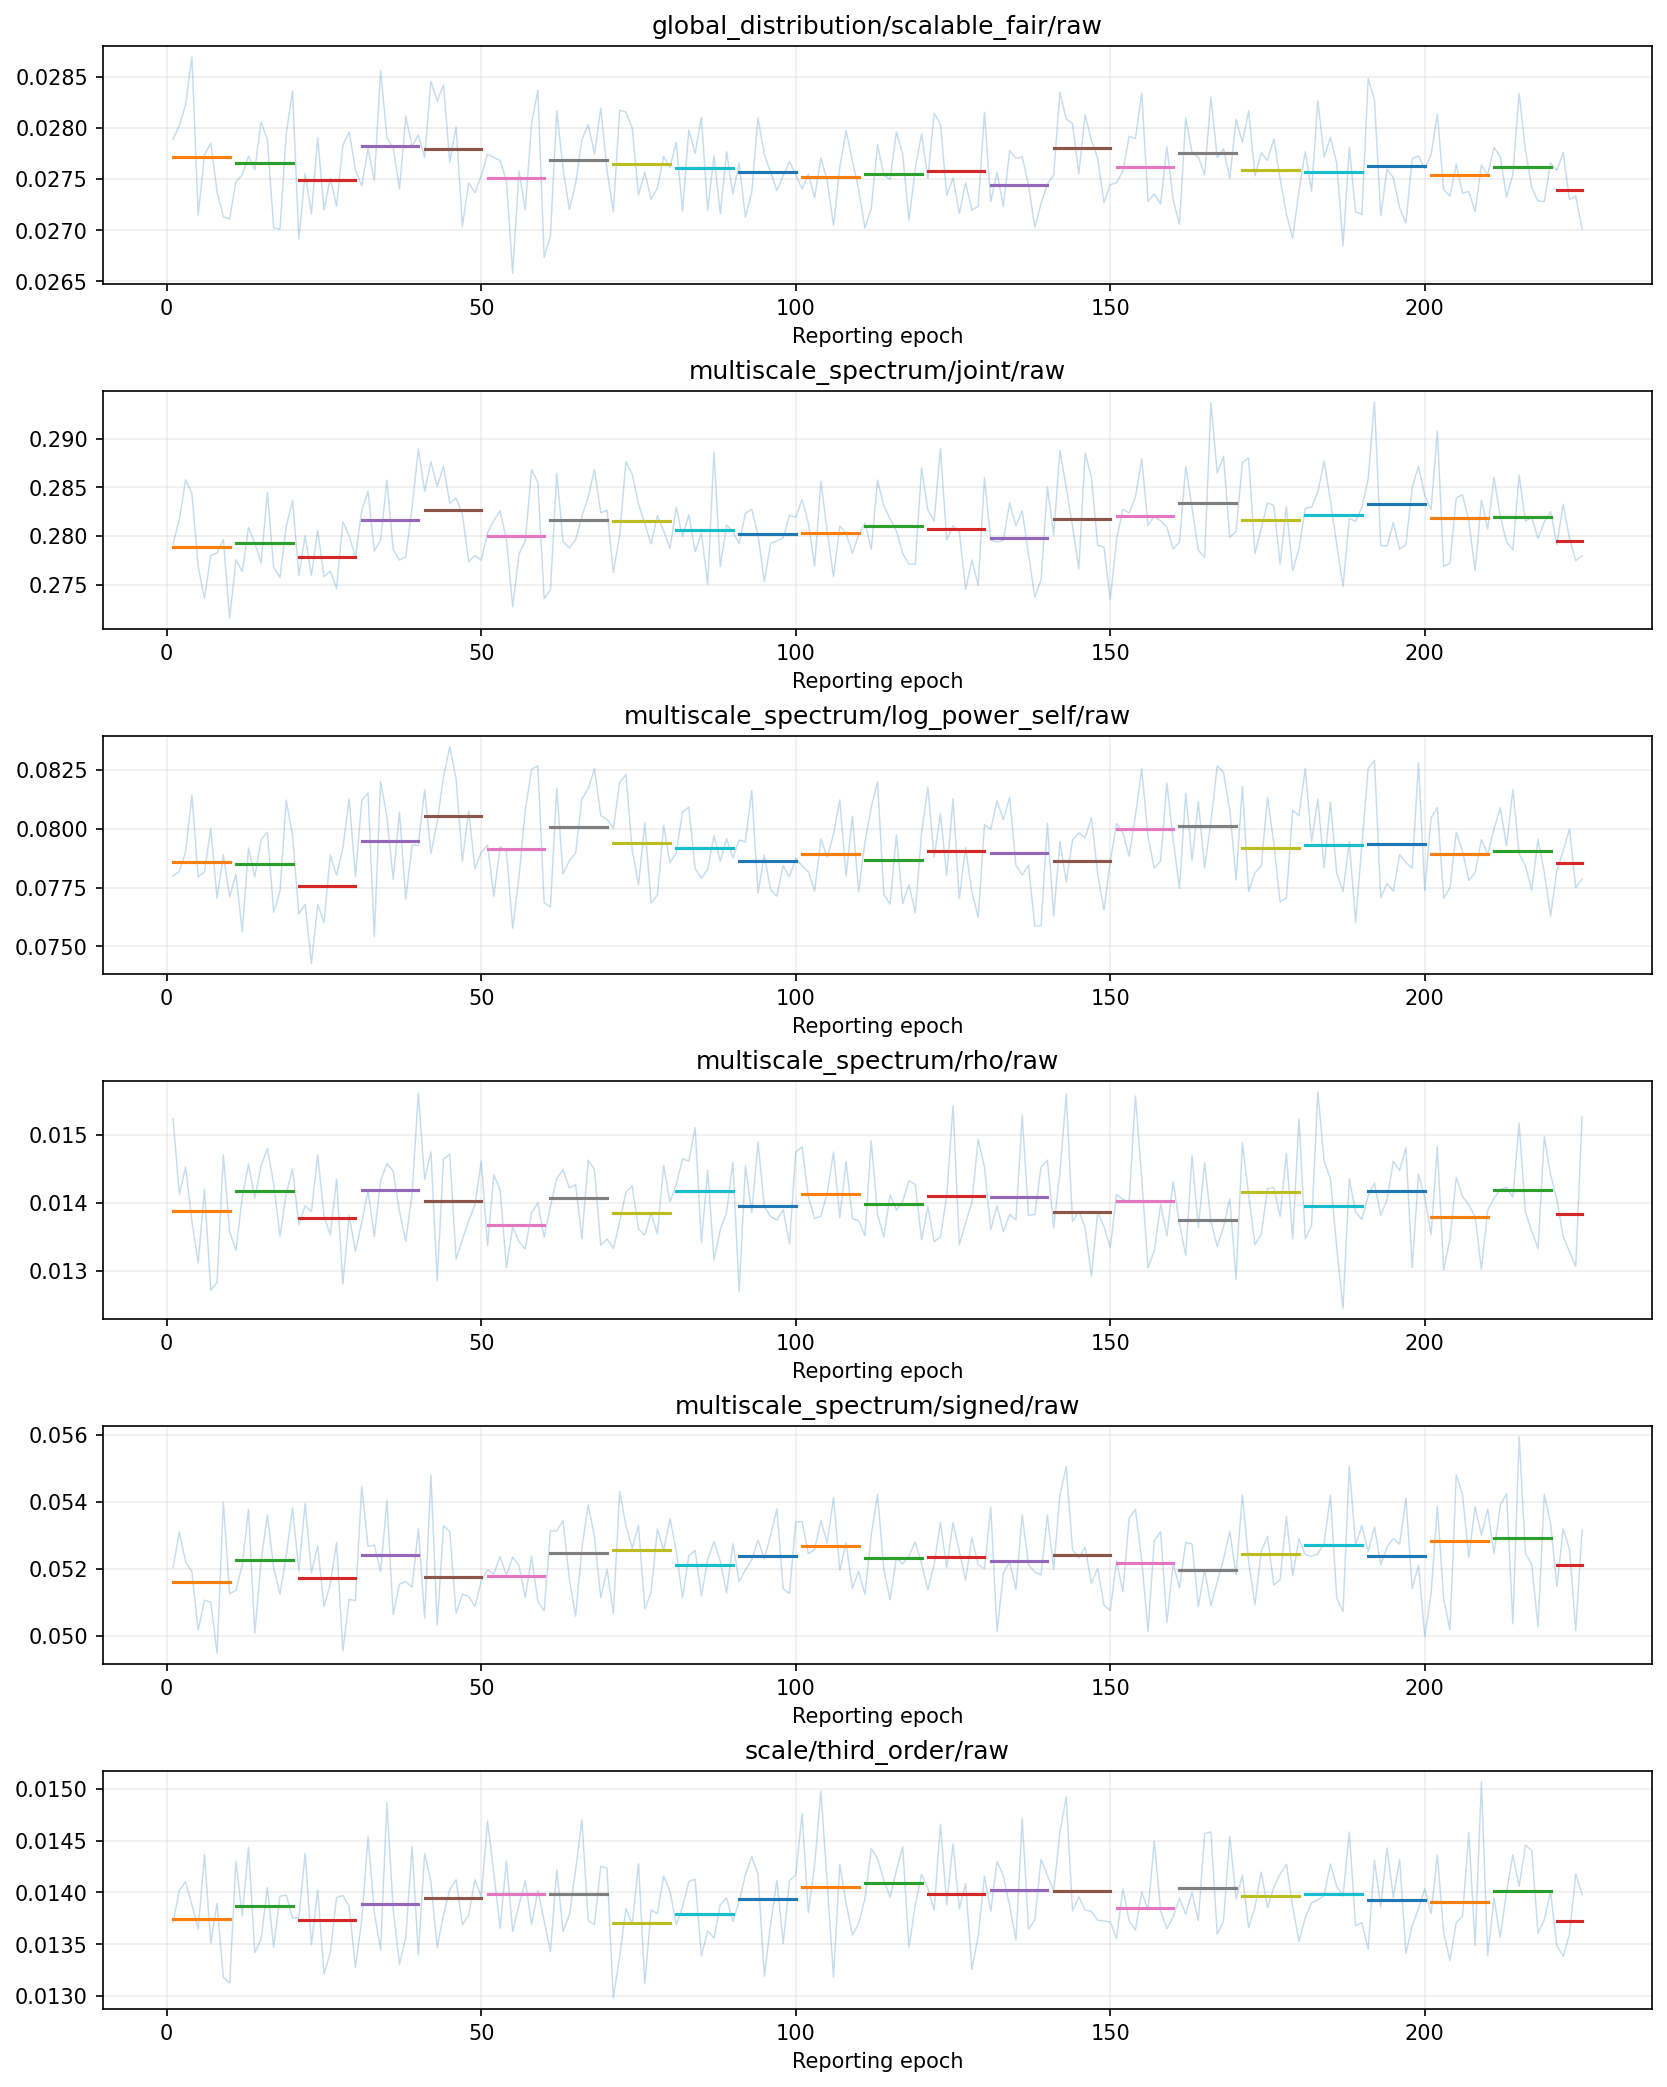 global_distribution/scalable_fair/raw
0.0285
0.0280
0.0275
0.0270
0.0265
0 50 100 150 200
Reporting epoch
multiscale_spectrum/joint/raw
0.290
0.285
0.280
0.275
0 50 100 150 200
Reporting epoch
multiscale_spectrum/log_power_self/raw
0.0825
0.0800
0.0775
0.0750
0 50 100 150 200
Reporting epoch
multiscale_spectrum/rho/raw
0.015
0.014
0.013
0 50 100 150 200
Reporting epoch
multiscale_spectrum/signed/raw
0.056
0.054
0.052
0.050
0 50 100 150 200
Reporting epoch
scale/third_order/raw
0.0150
0.0145
0.0140
0.0135
0.0130
0 50 100 150 200
Reporting epoch